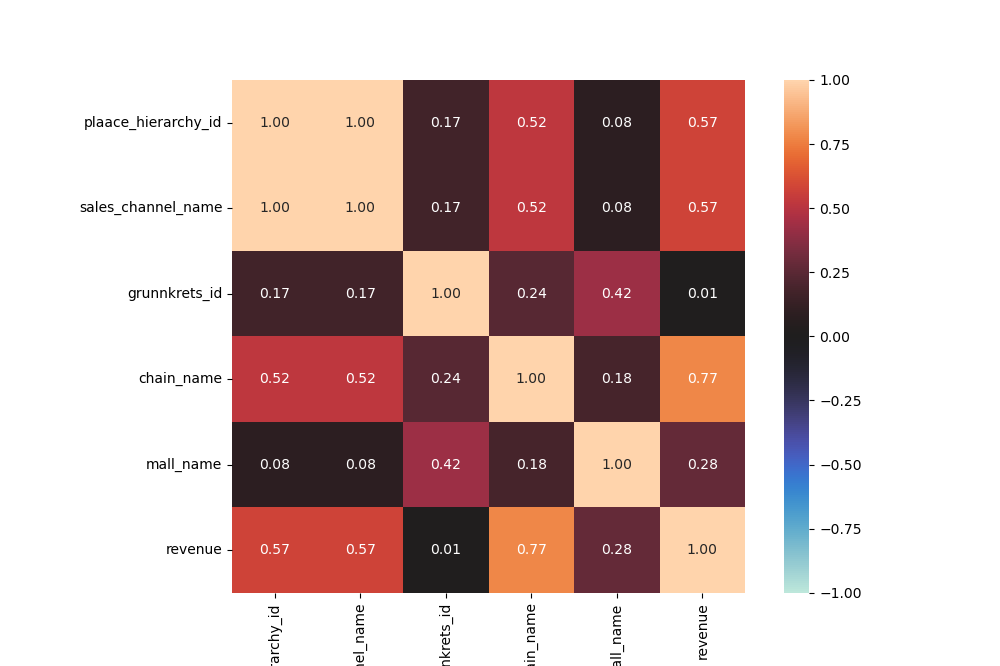 plaace_hierarchy_id 1.00 1.00 0.17 0.52 0.08 0.57
sales_channel_name 1.00 1.00 0.17 0.52 0.08 0.57
grunnkrets_id 0.17 0.17 1.00 0.24 0.42 0.01
chain_name 0.52 0.52 0.24 1.00 0.18 0.77
mall_name 0.08 0.08 0.42 0.18 1.00 0.28
revenue 0.57 0.57 0.01 0.77 0.28 1.00
rarchy_id
nel_name
nkrets_id
ain_name
all_name
revenue
1.00
0.75
0.50
0.25
0.00
−0.25
−0.50
−0.75
−1.00